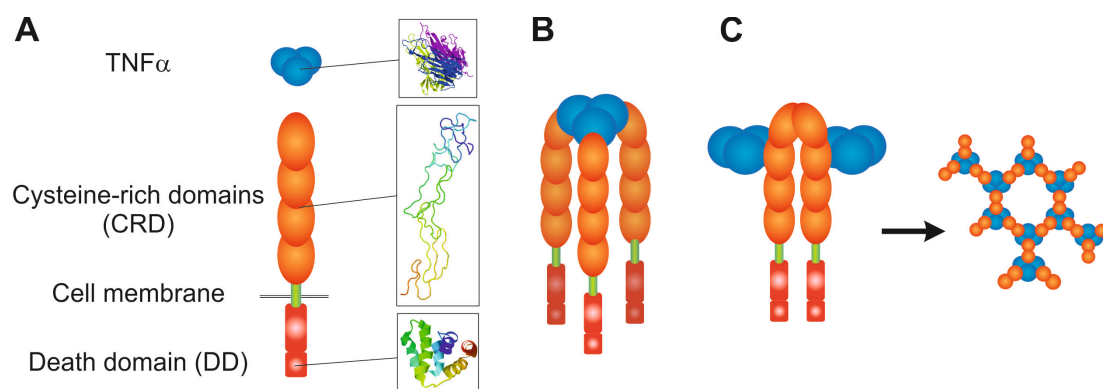 A
TNFα
Cysteine-rich domains
(CRD)
Cell membrane
Death domain (DD)
B
C